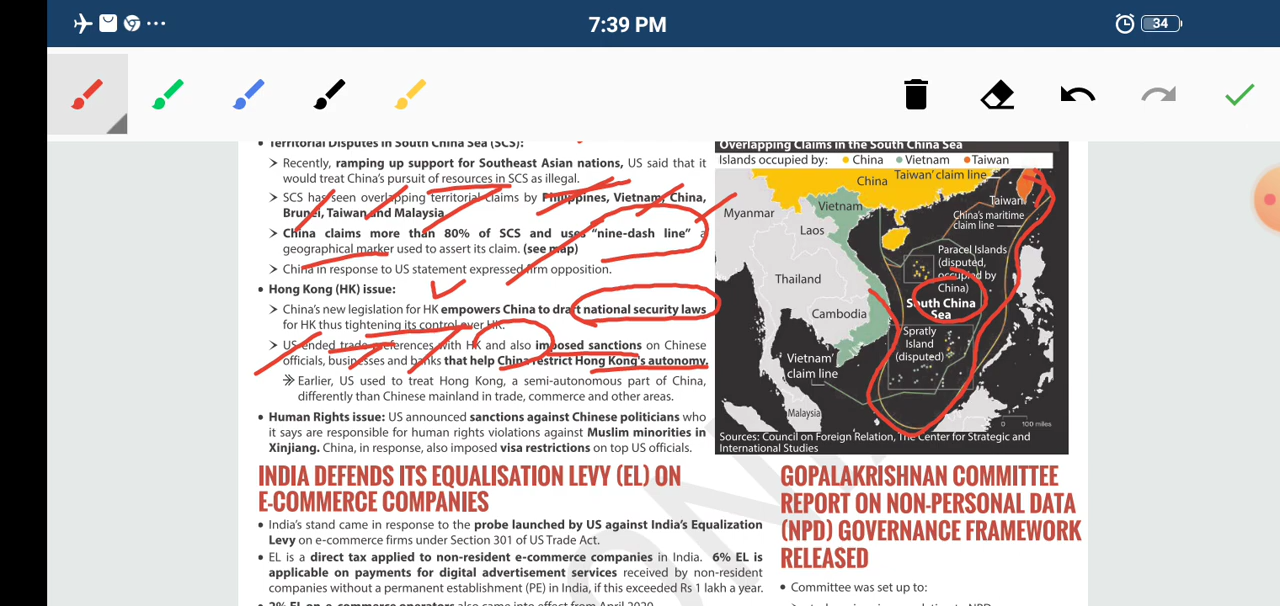 7:39 PM
34
• Territorial Disputes in South China Sea (SCS):
➢ Recently, ramping up support for Southeast Asian nations, US said that it
would treat China's pursuit of resources in SCS as illegal.
➢ SCS has seen overlapping territorial claims by Philippines, Vietnam, China,
Brunei, Taiwan and Malaysia.
➢ China claims more than 80% of SCS and uses "nine-dash line" a
geographical marker used to assert its claim. (see map)
➢ China in response to US statement expressed firm opposition.
• Hong Kong (HK) issue:
➢ China's new legislation for HK empowers China to draft national security laws
for HK thus tightening its control over HK.
➢ US ended trade preferences with HK and also imposed sanctions on Chinese
officials, businesses and banks that help China restrict Hong Kong's autonomy.
Earlier, US used to treat Hong Kong, a semi-autonomous part of China,
differently than Chinese mainland in trade, commerce and other areas.
• Human Rights issue: US announced sanctions against Chinese politicians who
it says are responsible for human rights violations against Muslim minorities in
Xinjiang. China, in response, also imposed visa restrictions on top US officials.
Overlapping Claims in the South China Sea
Islands occupied by: China Vietnam Taiwan
China
Taiwan' claim line
Taiwan
Myanmar
Vietnam
China's maritime
claim line
Laos
Paracel Islands
(disputed,
occupied by
China)
Thailand
South China
Sea
Cambodia
Spratly
Island
(disputed)
Vietnam'
claim line
Malaysia
0 100 miles
Sources: Council on Foreign Relation, The Center for Strategic and
International Studies
INDIA DEFENDS ITS EQUALISATION LEVY (EL) ON
E-COMMERCE COMPANIES
• India's stand came in response to the probe launched by US against India's Equalization
Levy on e-commerce firms under Section 301 of US Trade Act.
• EL is a direct tax applied to non-resident e-commerce companies in India. 6% EL is
applicable on payments for digital advertisement services received by non-resident
companies without a permanent establishment (PE) in India, if this exceeded Rs 1 lakh a year.
• 2% EL on e-commerce operators also came into effect from April 2020
GOPALAKRISHNAN COMMITTEE
REPORT ON NON-PERSONAL DATA
(NPD) GOVERNANCE FRAMEWORK
RELEASED
• Committee was set up to: